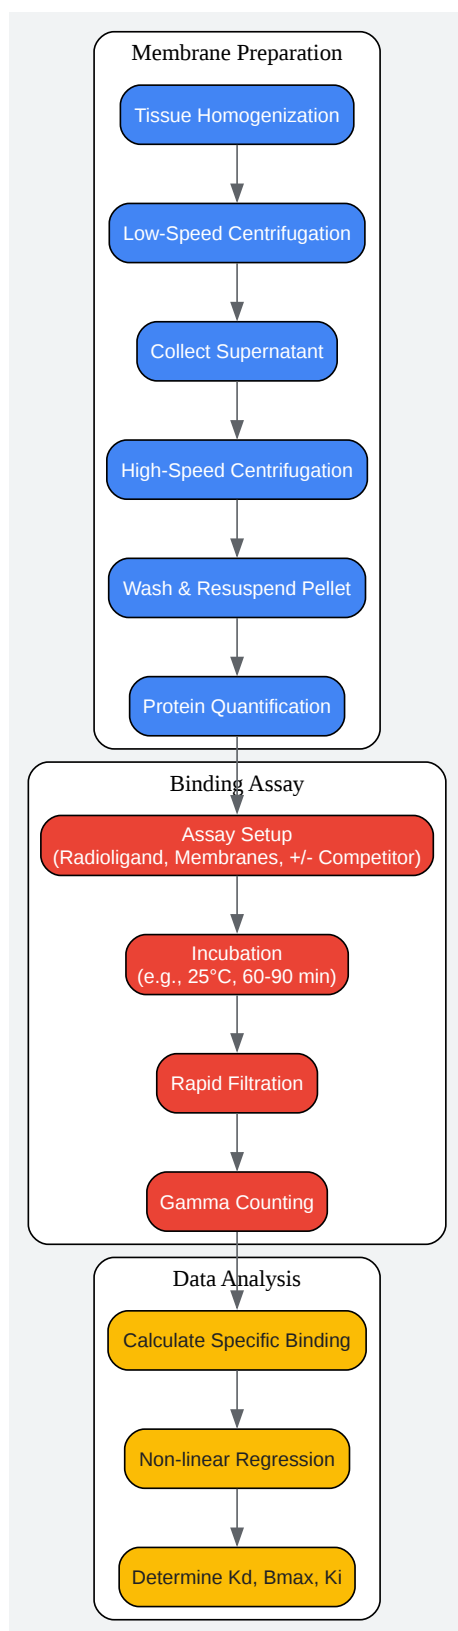 Membrane Preparation
Tissue Homogenization
Low-Speed Centrifugation
Collect Supernatant
High-Speed Centrifugation
Wash & Resuspend Pellet
Protein Quantification
Binding Assay
Assay Setup
(Radioligand, Membranes, +/- Competitor)
Incubation
(e.g., 25°C, 60-90 min)
Rapid Filtration
Gamma Counting
Data Analysis
Calculate Specific Binding
Non-linear Regression
Determine Kd, Bmax, Ki